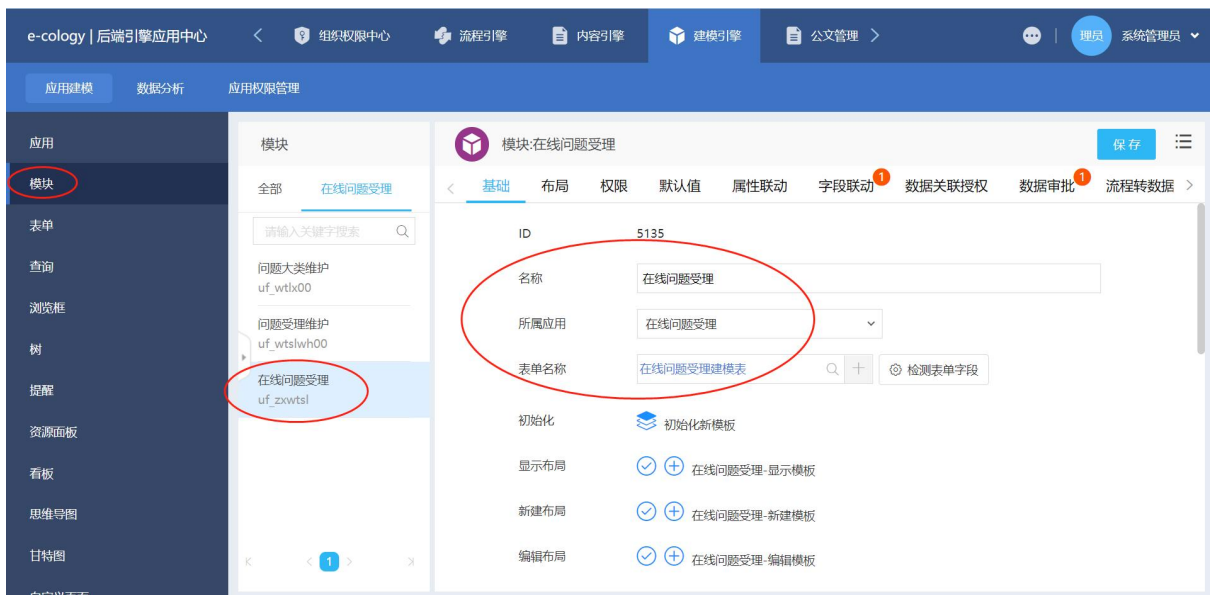 e-cology | 后端引擎应用中心 组织权限中心 流程引擎 内容引擎 建模引擎 公文管理 理员 系统管理员
应用建模 数据分析 应用权限管理
应用 模块 模块:在线问题受理 保存
模块 全部 在线问题受理 基础 布局 权限 默认值 属性联动 字段联动 1 数据关联授权 数据审批 1 流程转数据
表单 请输入关键字搜索 ID 5135
查询 问题大类维护 名称 在线问题受理
uf_wtlx00
浏览框 问题受理维护 所属应用 在线问题受理
树 uf_wtslwh00
表单名称 在线问题受理建模表 检测表单字段
提醒 在线问题受理
uf_zxwtsl
资源面板 初始化 初始化新模板
看板 显示布局 在线问题受理-显示模板
思维导图 新建布局 在线问题受理-新建模板
甘特图 1 编辑布局 在线问题受理-编辑模板